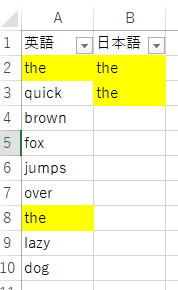 A B
1 英語 日本語
2 the the
3 quick the
4 brown
5 fox
6 jumps
7 over
8 the
9 lazy
10 dog